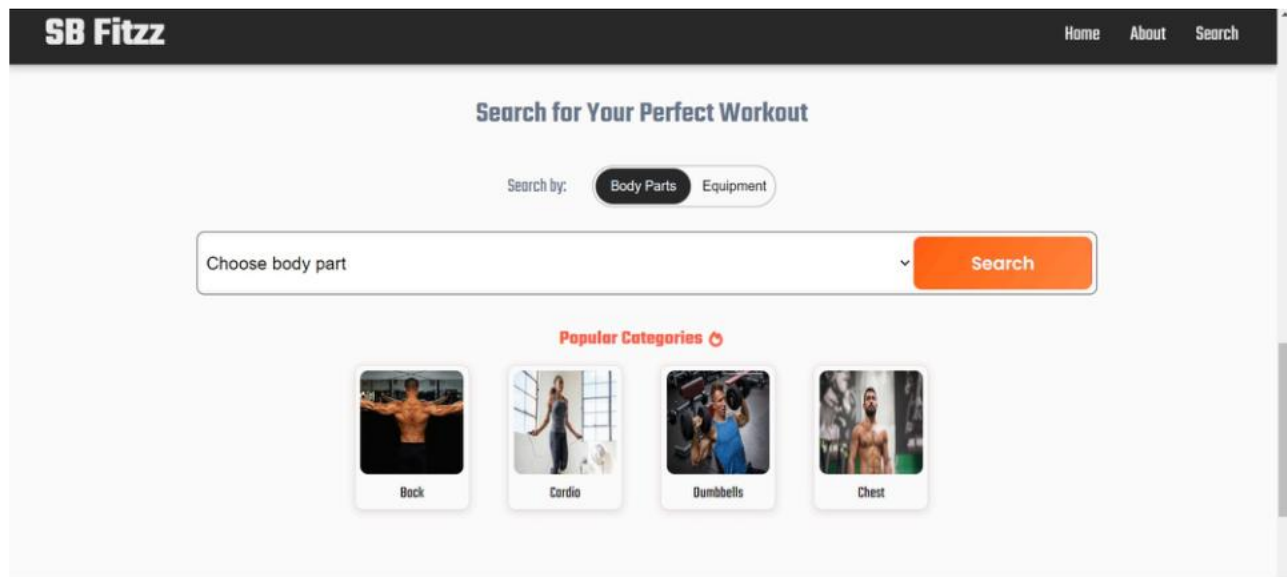 SB Fitzz
Home About Search
Search for Your Perfect Workout
Search by: Body Parts Equipment
Choose body part Search
Popular Categories
Back Cardio Dumbbells Chest